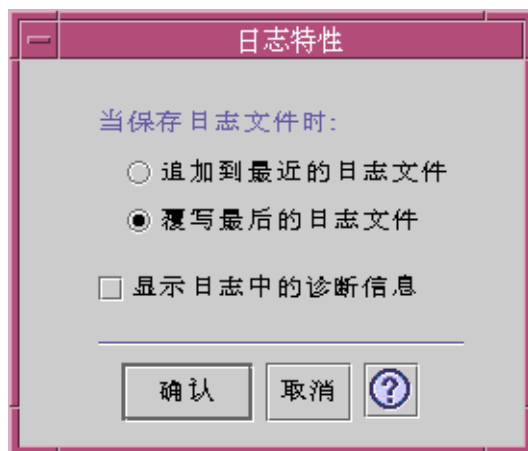 日志特性
当保存日志文件时:
追加到最近的日志文件
覆写最后的日志文件
显示日志中的诊断信息
确认 取消 ?